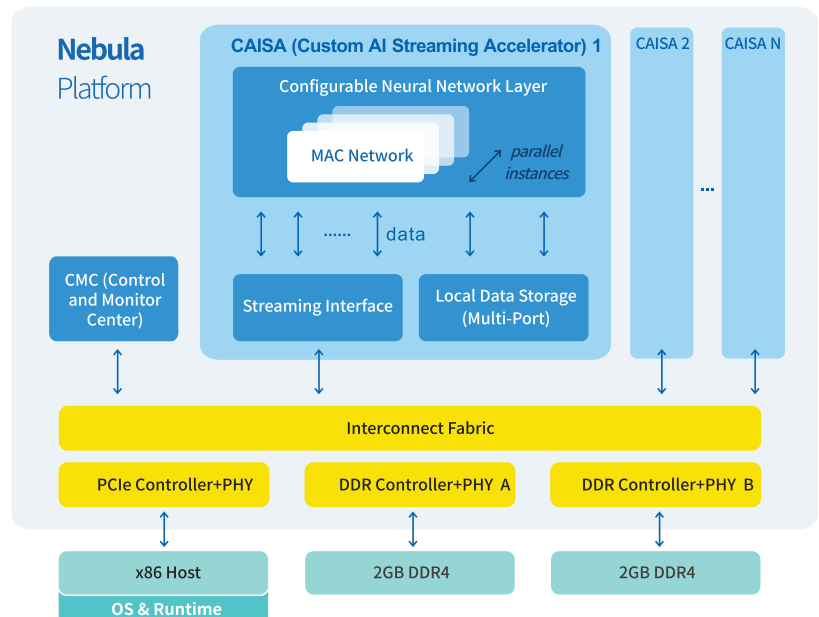 Nebula
Platform
CAISA (Custom AI Streaming Accelerator) 1
CAISA 2
CAISA N
Configurable Neural Network Layer
MAC Network
parallel
instances
...
...... data
CMC (Control
and Monitor
Center)
Streaming Interface
Local Data Storage
(Multi-Port)
Interconnect Fabric
PCIe Controller+PHY
DDR Controller+PHY A
DDR Controller+PHY B
x86 Host
2GB DDR4
2GB DDR4
OS & Runtime